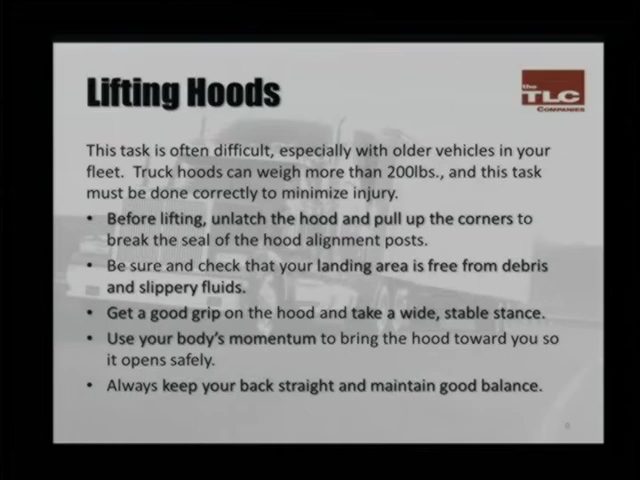 Lifting Hoods
the
TLC
COMPANIES
This task is often difficult, especially with older vehicles in your
fleet. Truck hoods can weigh more than 200lbs., and this task
must be done correctly to minimize injury.
• Before lifting, unlatch the hood and pull up the corners to
break the seal of the hood alignment posts.
• Be sure and check that your landing area is free from debris
and slippery fluids.
• Get a good grip on the hood and take a wide, stable stance.
• Use your body's momentum to bring the hood toward you so
it opens safely.
• Always keep your back straight and maintain good balance.